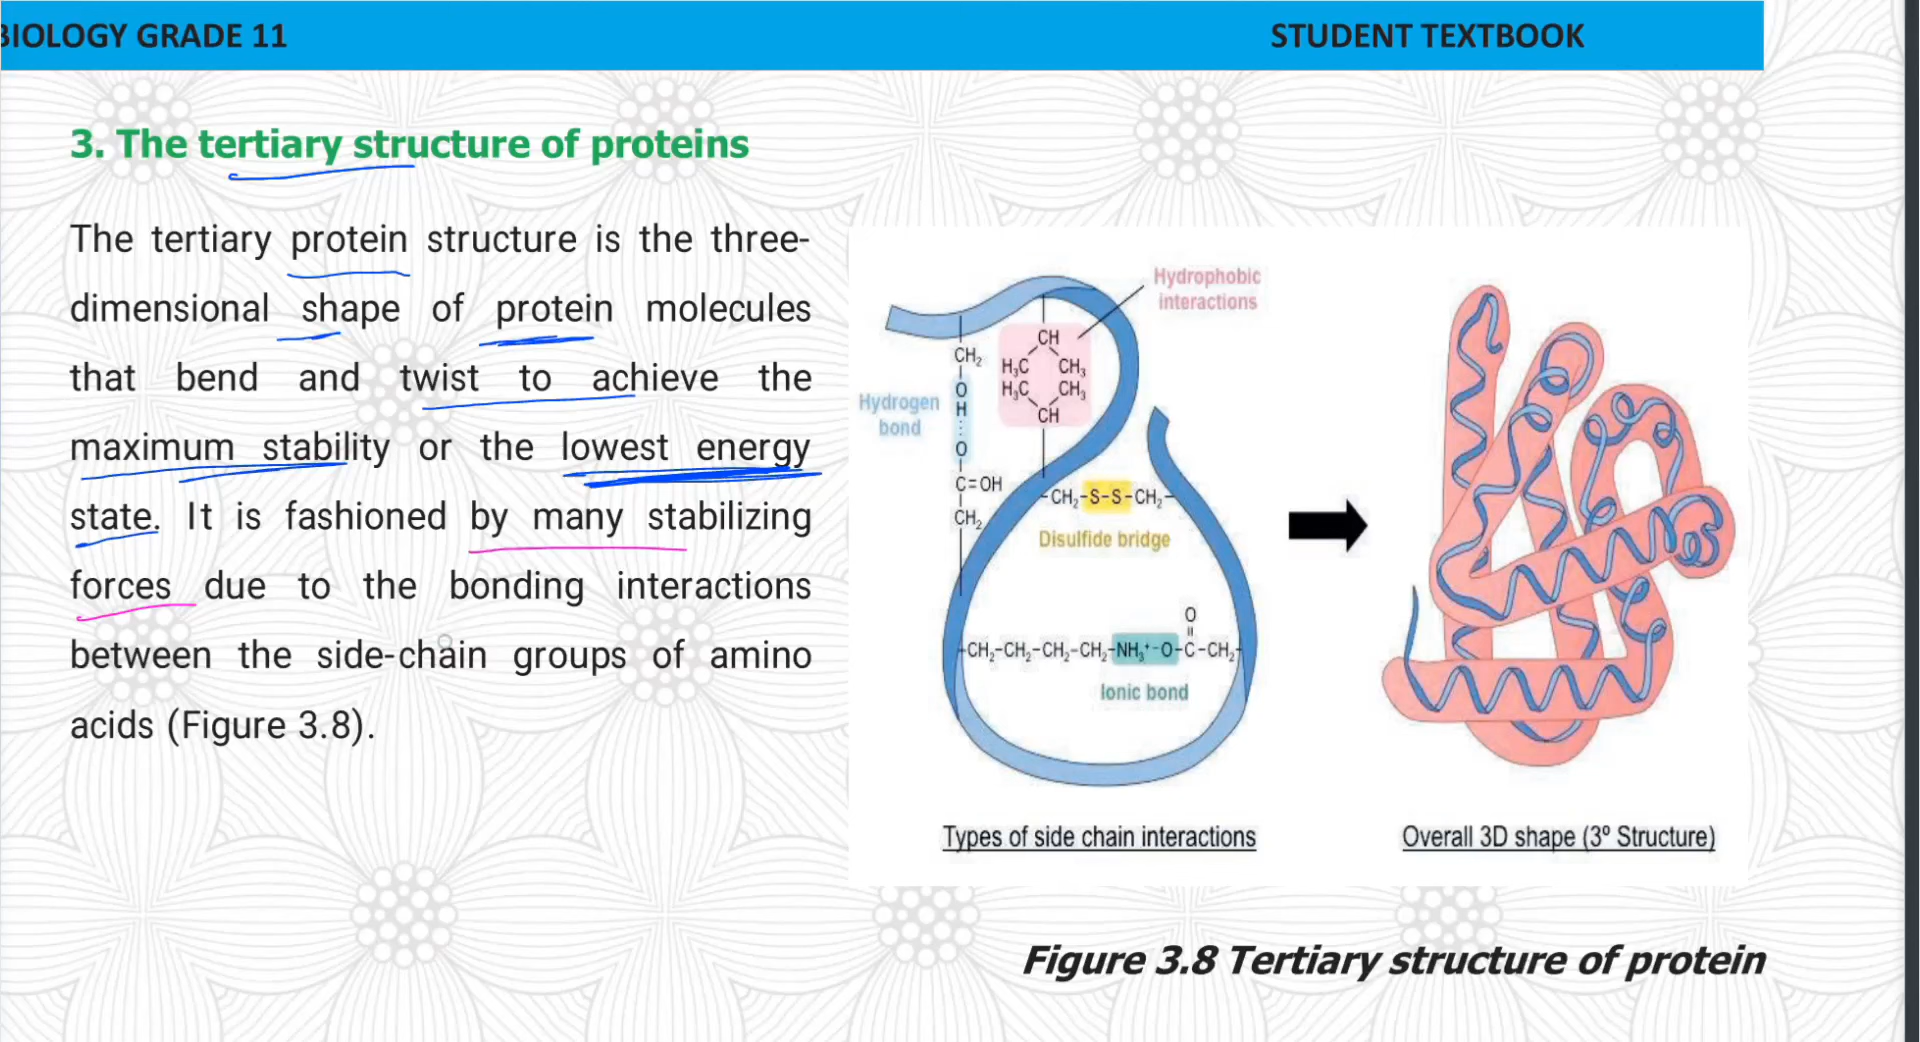 BIOLOGY GRADE 11
STUDENT TEXTBOOK
3. The tertiary structure of proteins
The tertiary protein structure is the three-
dimensional shape of protein molecules
that bend and twist to achieve the
maximum stability or the lowest energy
state. It is fashioned by many stabilizing
forces due to the bonding interactions
between the side-chain groups of amino
acids (Figure 3.8).
Hydrophobic
interactions
CH
H₃C CH₃
H₃C CH₃
CH
Hydrogen
bond
CH₂
O
H
O
C=OH
CH₂
CH₂-S-S-CH₂
Disulfide bridge
O
CH₂-CH₂-CH₂-CH₂-NH₃⁺ ⁻O-C-CH₂
Ionic bond
Types of side chain interactions
Overall 3D shape (3º Structure)
Figure 3.8 Tertiary structure of protein